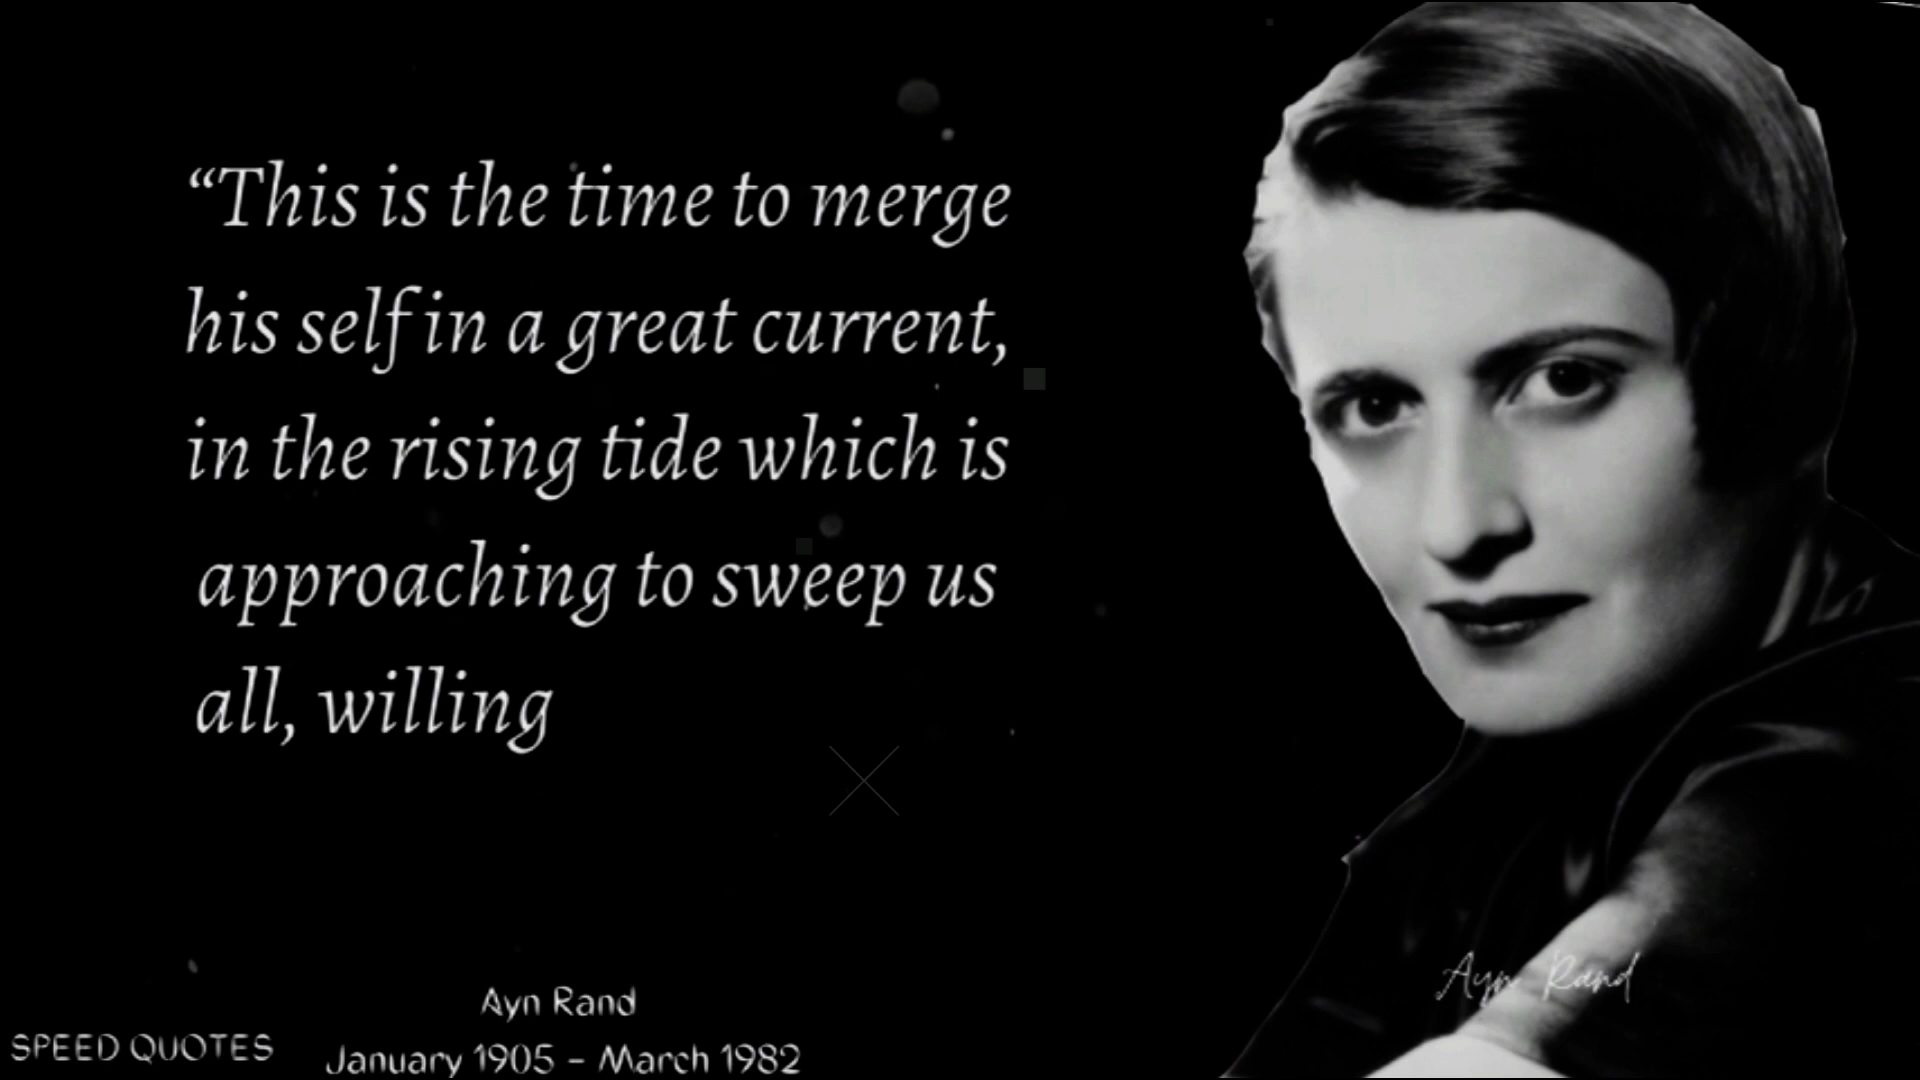 “This is the time to merge
his self in a great current,
in the rising tide which is
approaching to sweep us
all, willing
Ayn Rand
Ayn Rand
January 1905 – March 1982
SPEED QUOTES